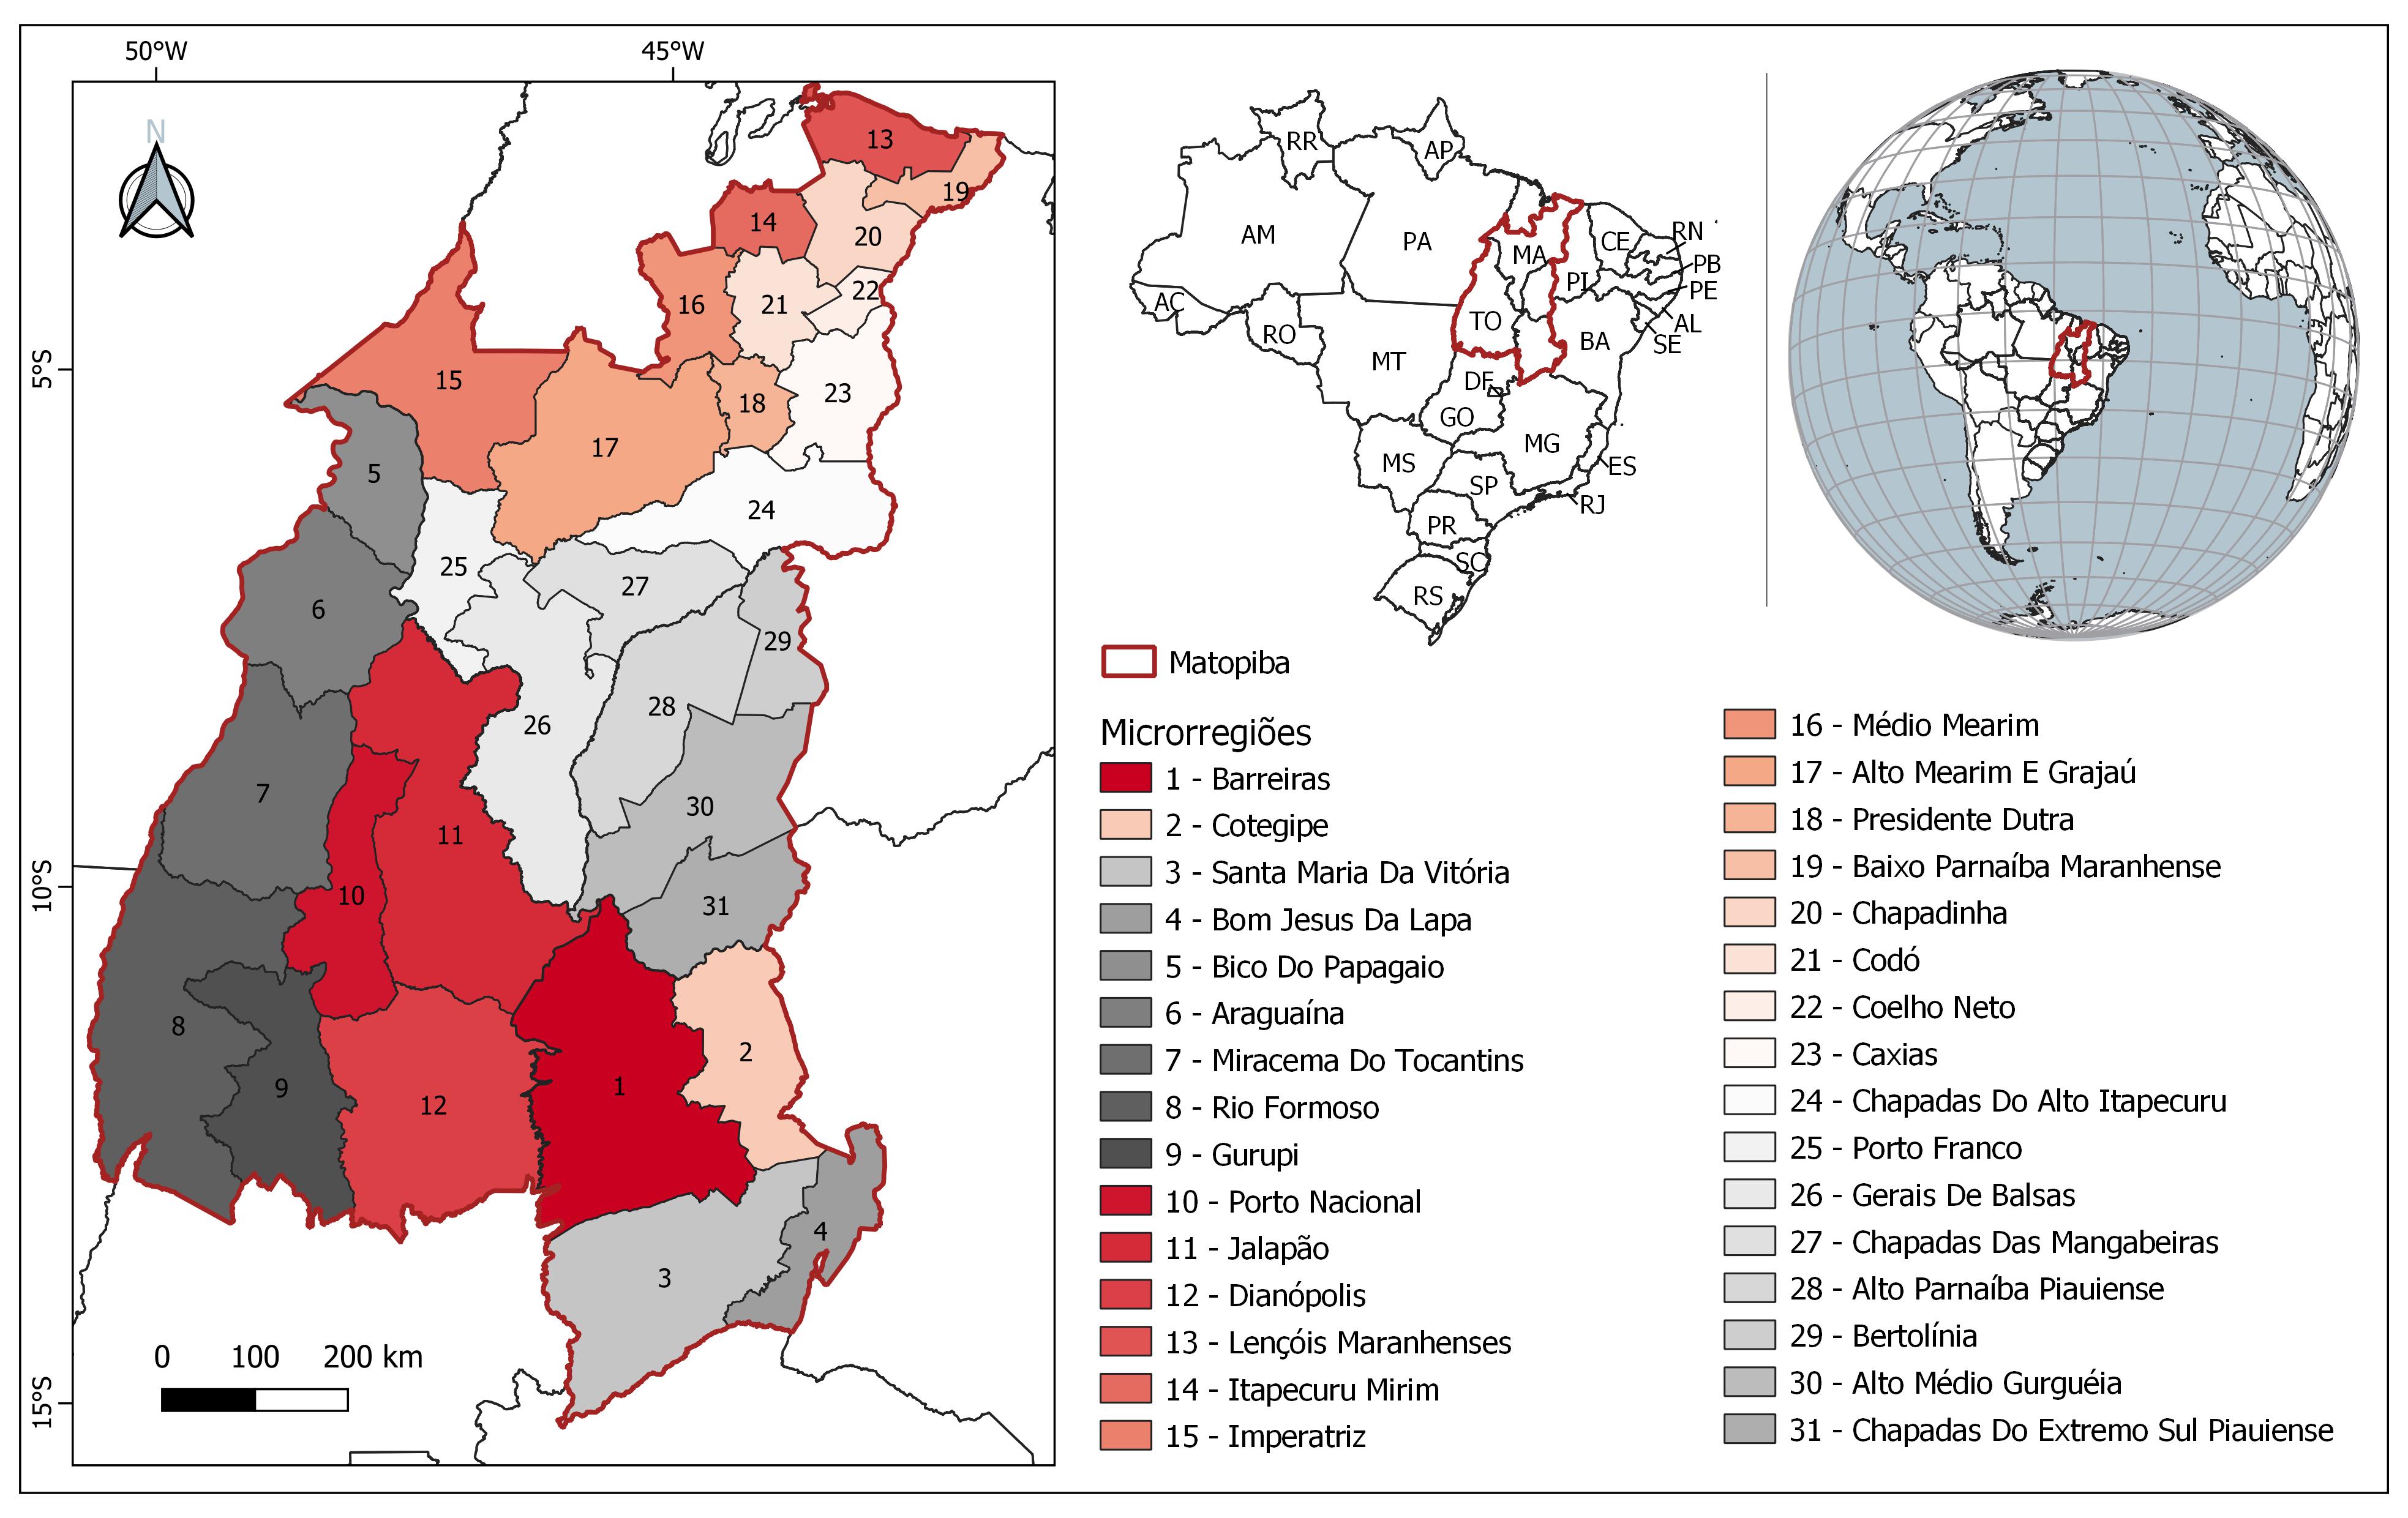 50°W
45°W
N
5°S
10°S
15°S
13
19
14
20
22
16
21
15
23
18
17
5
24
25
27
6
29
28
26
7
30
11
10
31
8
2
9
1
12
4
3
0 100 200 km
RR
AP
AM
PA
MA
CE
RN
PB
PI
PE
AC
TO
AL
RO
BA
SE
MT
DF
GO
MG
MS
ES
SP
RJ
PR
SC
RS
Matopiba
Microrregiões
1 - Barreiras
2 - Cotegipe
3 - Santa Maria Da Vitória
4 - Bom Jesus Da Lapa
5 - Bico Do Papagaio
6 - Araguaína
7 - Miracema Do Tocantins
8 - Rio Formoso
9 - Gurupi
10 - Porto Nacional
11 - Jalapão
12 - Dianópolis
13 - Lençóis Maranhenses
14 - Itapecuru Mirim
15 - Imperatriz
16 - Médio Mearim
17 - Alto Mearim E Grajaú
18 - Presidente Dutra
19 - Baixo Parnaíba Maranhense
20 - Chapadinha
21 - Codó
22 - Coelho Neto
23 - Caxias
24 - Chapadas Do Alto Itapecuru
25 - Porto Franco
26 - Gerais De Balsas
27 - Chapadas Das Mangabeiras
28 - Alto Parnaíba Piauiense
29 - Bertolínia
30 - Alto Médio Gurguéia
31 - Chapadas Do Extremo Sul Piauiense